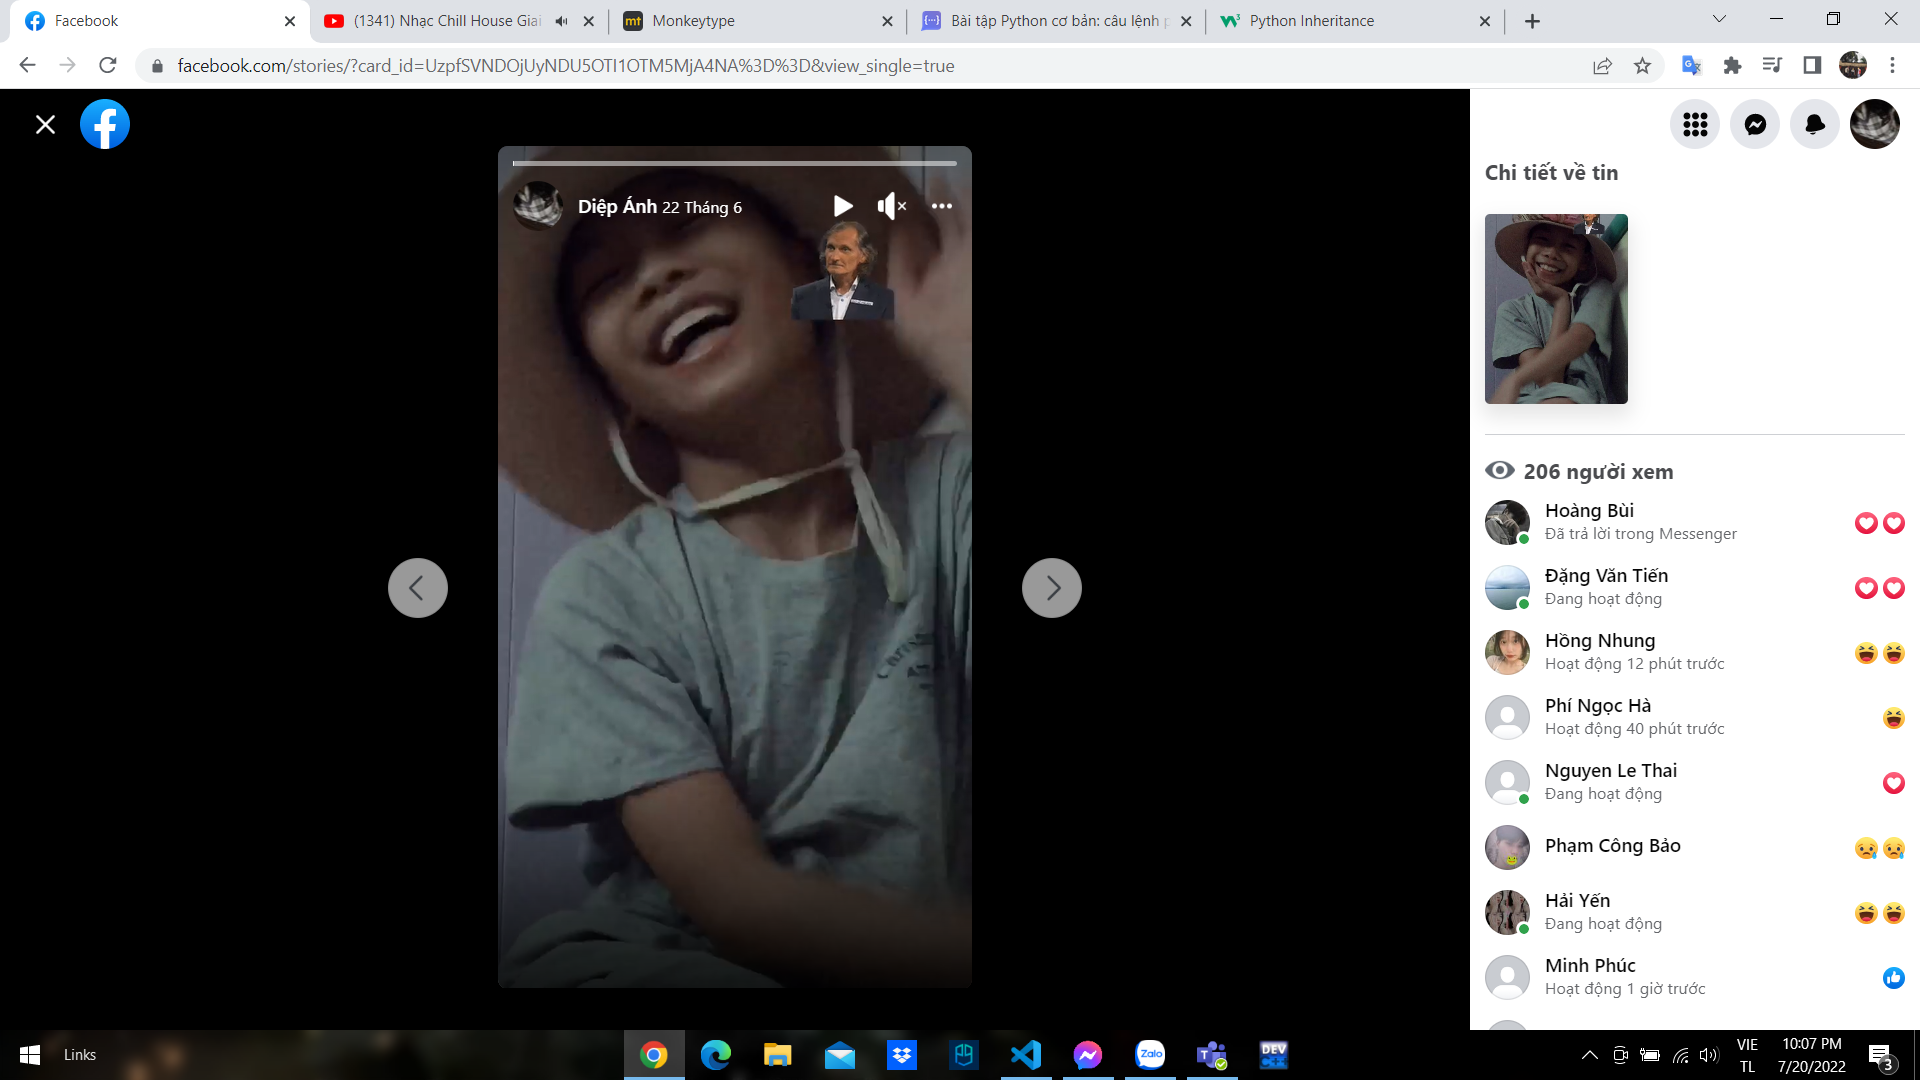 Facebook
(1341) Nhạc Chill House Giai
Monkeytype
Bài tập Python cơ bản: câu lệnh
Python Inheritance
facebook.com/stories/?card_id=UzpfSVNDOjUyNDU5OTI1OTM5MjA4NA%3D%3D&view_single=true
Diệp Ánh 22 Tháng 6
Chi tiết về tin
206 người xem
Hoàng Bùi
Đã trả lời trong Messenger
Đặng Văn Tiến
Đang hoạt động
Hồng Nhung
Hoạt động 12 phút trước
Phí Ngọc Hà
Hoạt động 40 phút trước
Nguyen Le Thai
Đang hoạt động
Phạm Công Bảo
Hải Yến
Đang hoạt động
Minh Phúc
Hoạt động 1 giờ trước
Links
Zalo
DEV
C++
VIE
TL
10:07 PM
7/20/2022
3